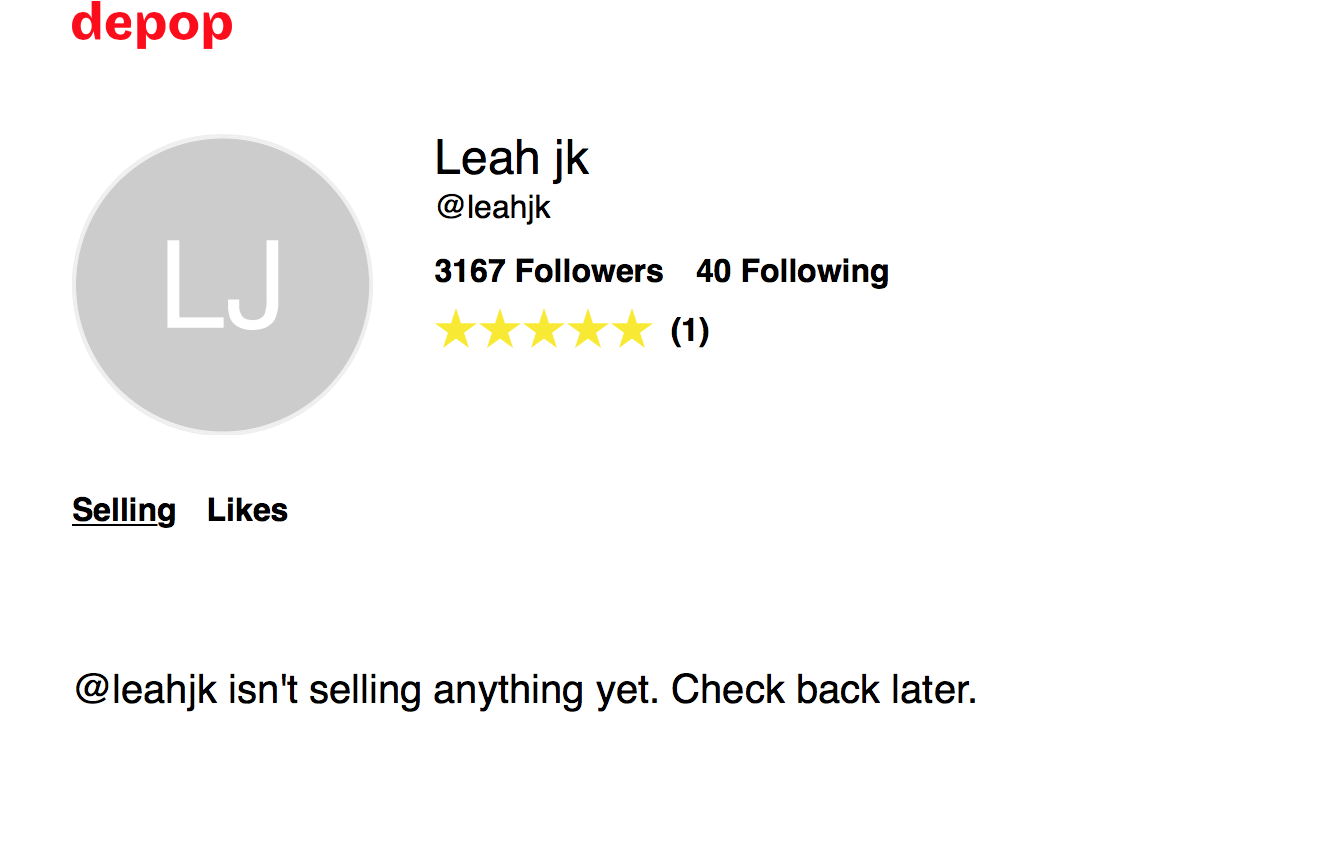 depop
Leah jk
@leahjk
3167 Followers 40 Following
★★★★★ (1)
LJ
Selling Likes
@leahjk isn't selling anything yet. Check back later.